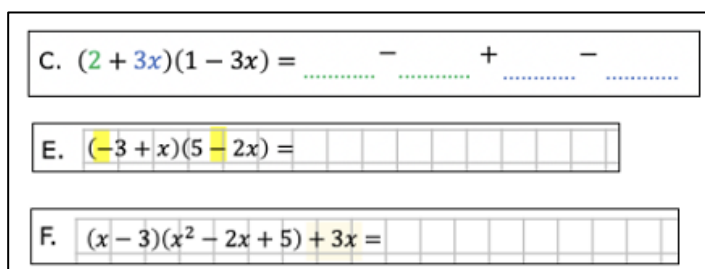 C. (2 + 3x)(1 − 3x) = ............ − ............ + ............ − ............
E. (−3 + x)(5 − 2x) =
F. (x − 3)(x² − 2x + 5) + 3x =